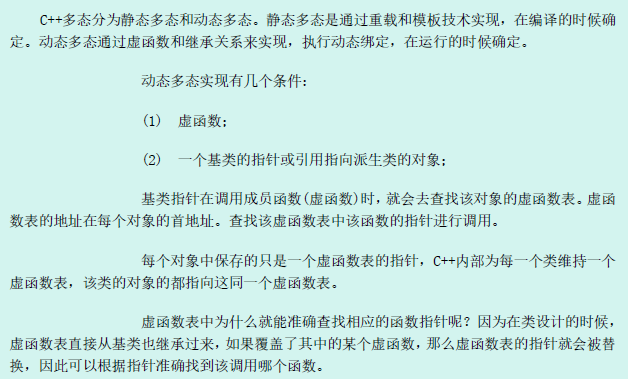 C++多态分为静态多态和动态多态。静态多态是通过重载和模板技术实现，在编译的时候确
定。动态多态通过虚函数和继承关系来实现，执行动态绑定，在运行的时候确定。
动态多态实现有几个条件：
(1) 虚函数；
(2) 一个基类的指针或引用指向派生类的对象；
基类指针在调用成员函数(虚函数)时，就会去查找该对象的虚函数表。虚函
数表的地址在每个对象的首地址。查找该虚函数表中该函数的指针进行调用。
每个对象中保存的只是一个虚函数表的指针，C++内部为每一个类维持一个
虚函数表，该类的对象的都指向这同一个虚函数表。
虚函数表中为什么就能准确查找相应的函数指针呢？因为在类设计的时候，
虚函数表直接从基类也继承过来，如果覆盖了其中的某个虚函数，那么虚函数表的指针就会被替
换，因此可以根据指针准确找到该调用哪个函数。